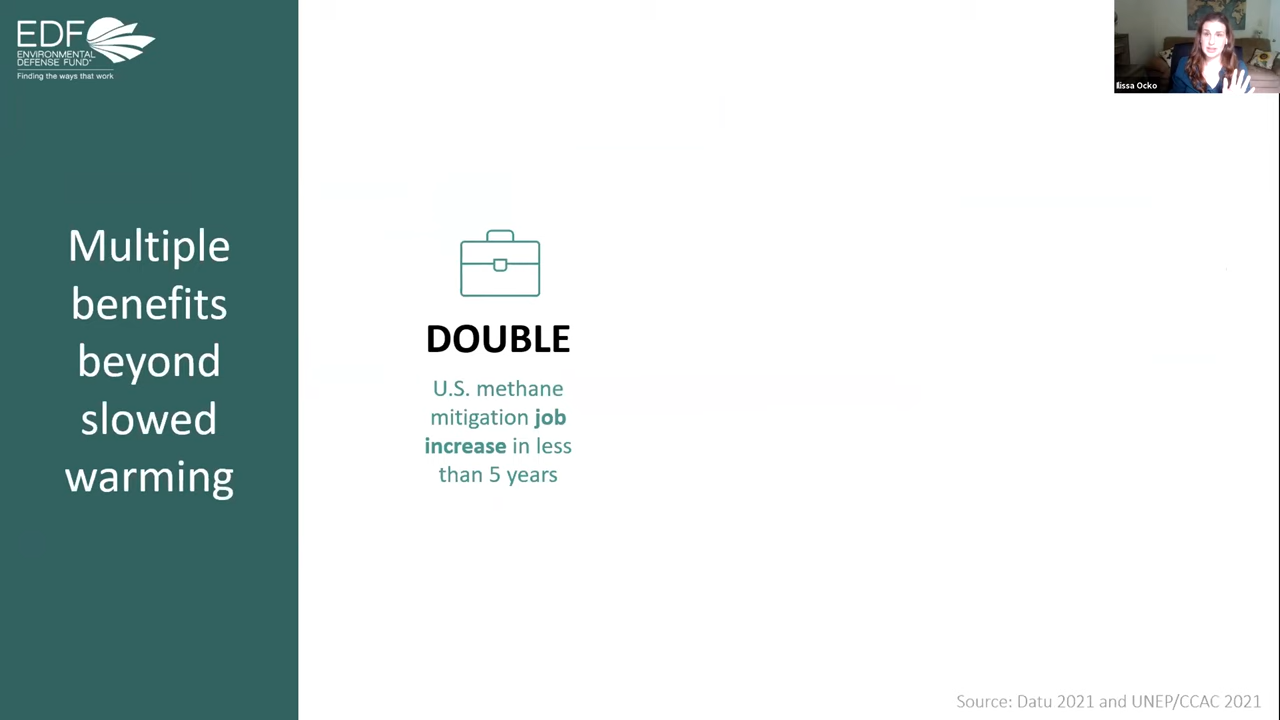 EDF
ENVIRONMENTAL
DEFENSE FUND®
Finding the ways that work
Ilissa Ocko
Multiple
benefits
beyond
slowed
warming
DOUBLE
U.S. methane
mitigation job
increase in less
than 5 years
Source: Datu 2021 and UNEP/CCAC 2021